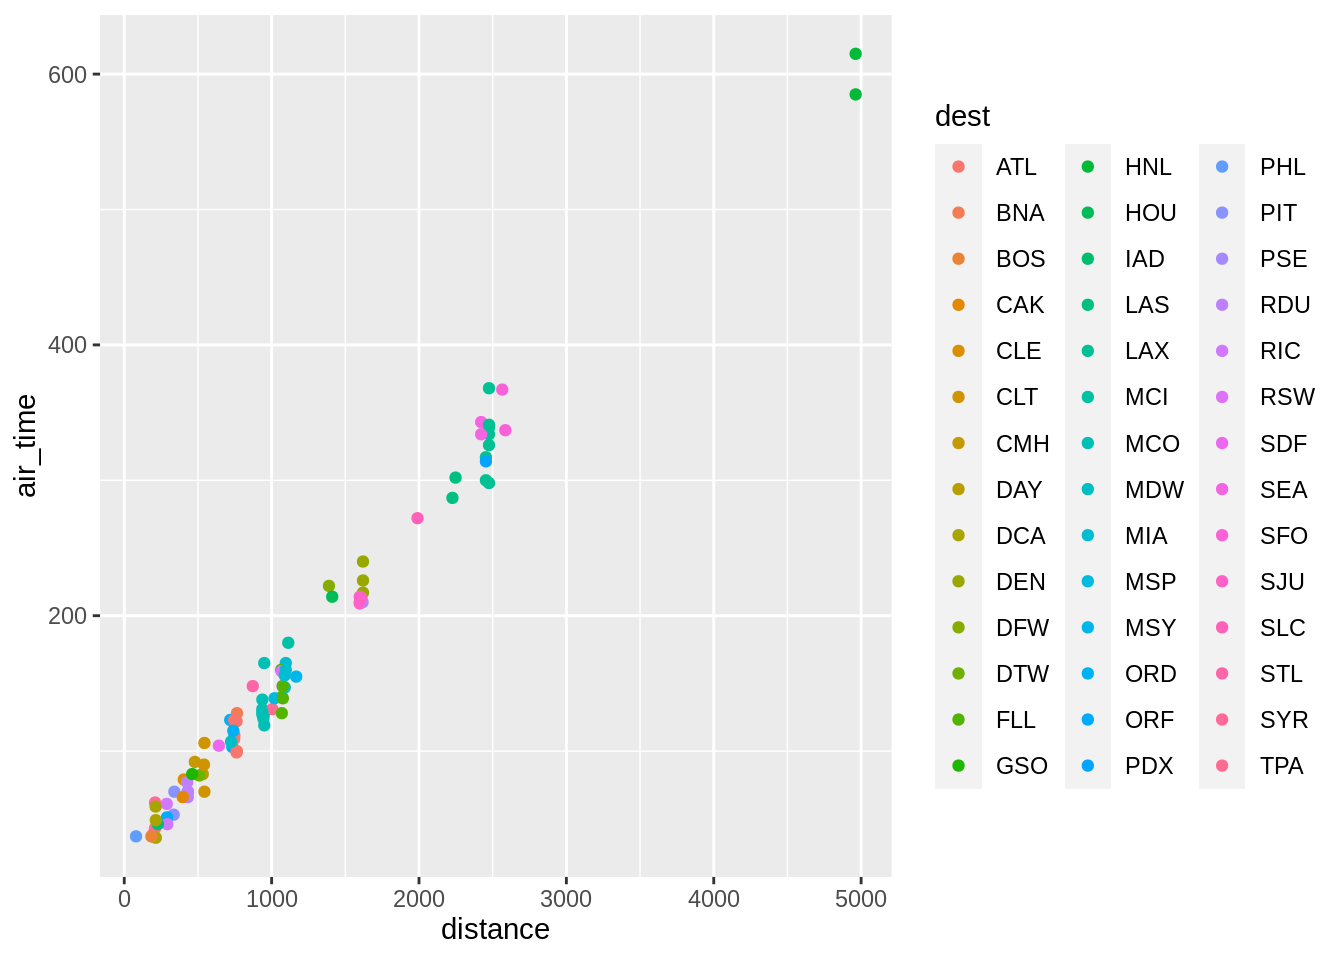 600
400
200
0 1000 2000 3000 4000 5000
distance
air_time
dest
ATL HNL PHL
BNA HOU PIT
BOS IAD PSE
CAK LAS RDU
CLE LAX RIC
CLT MCI RSW
CMH MCO SDF
DAY MDW SEA
DCA MIA SFO
DEN MSP SJU
DFW MSY SLC
DTW ORD STL
FLL ORF SYR
GSO PDX TPA